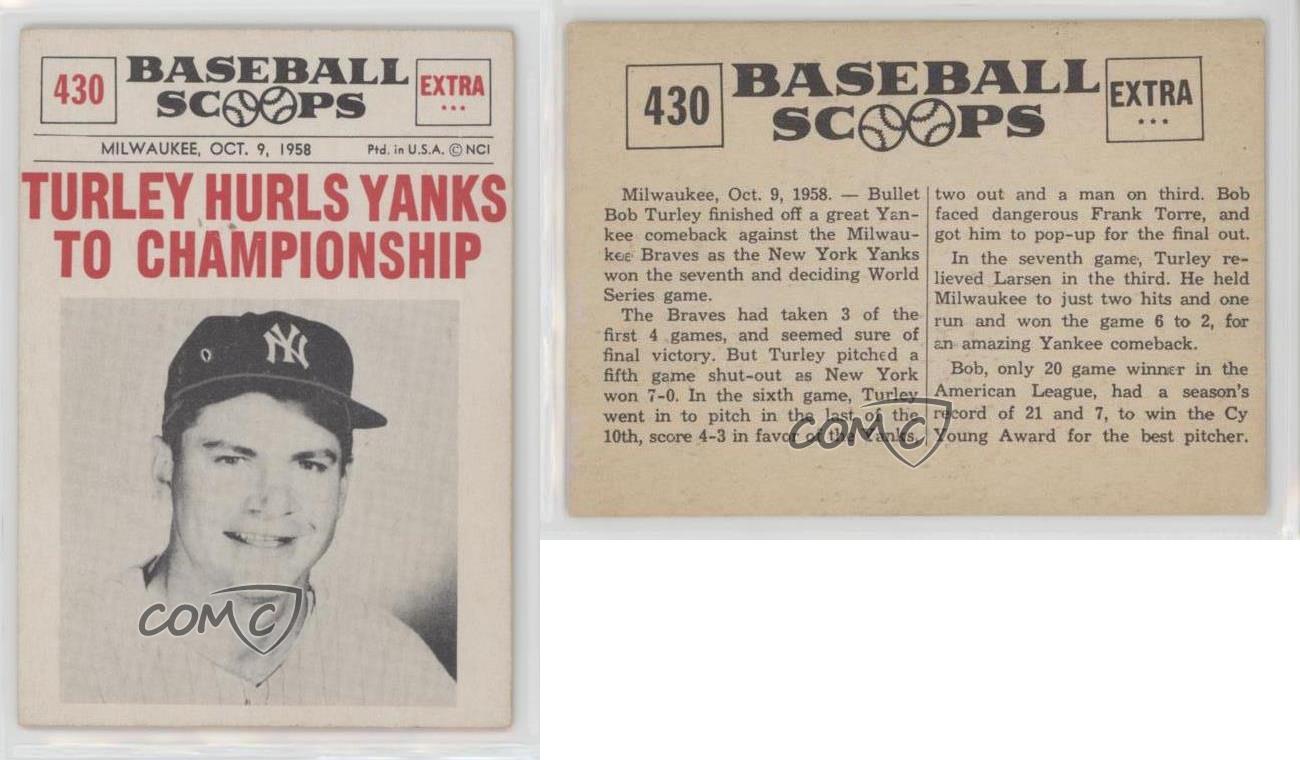 430
BASEBALL
SCOOPS
EXTRA
***
MILWAUKEE, OCT. 9, 1958
Ptd. in U.S.A. © NCI
TURLEY HURLS YANKS
TO CHAMPIONSHIP
NY
COMC
430
BASEBALL
SCOOPS
EXTRA
***
Milwaukee, Oct. 9, 1958. — Bullet
Bob Turley finished off a great Yan-
kee comeback against the Milwau-
kee Braves as the New York Yanks
won the seventh and deciding World
Series game.
The Braves had taken 3 of the
first 4 games, and seemed sure of
final victory. But Turley pitched a
fifth game shut-out as New York
won 7-0. In the sixth game, Turley
went in to pitch in the last of the
10th, score 4-3 in favor of the Yanks,
two out and a man on third. Bob
faced dangerous Frank Torre, and
got him to pop-up for the final out.
In the seventh game, Turley re-
lieved Larsen in the third. He held
Milwaukee to just two hits and one
run and won the game 6 to 2, for
an amazing Yankee comeback.
Bob, only 20 game winner in the
American League, had a season's
record of 21 and 7, to win the Cy
Young Award for the best pitcher.
COMC